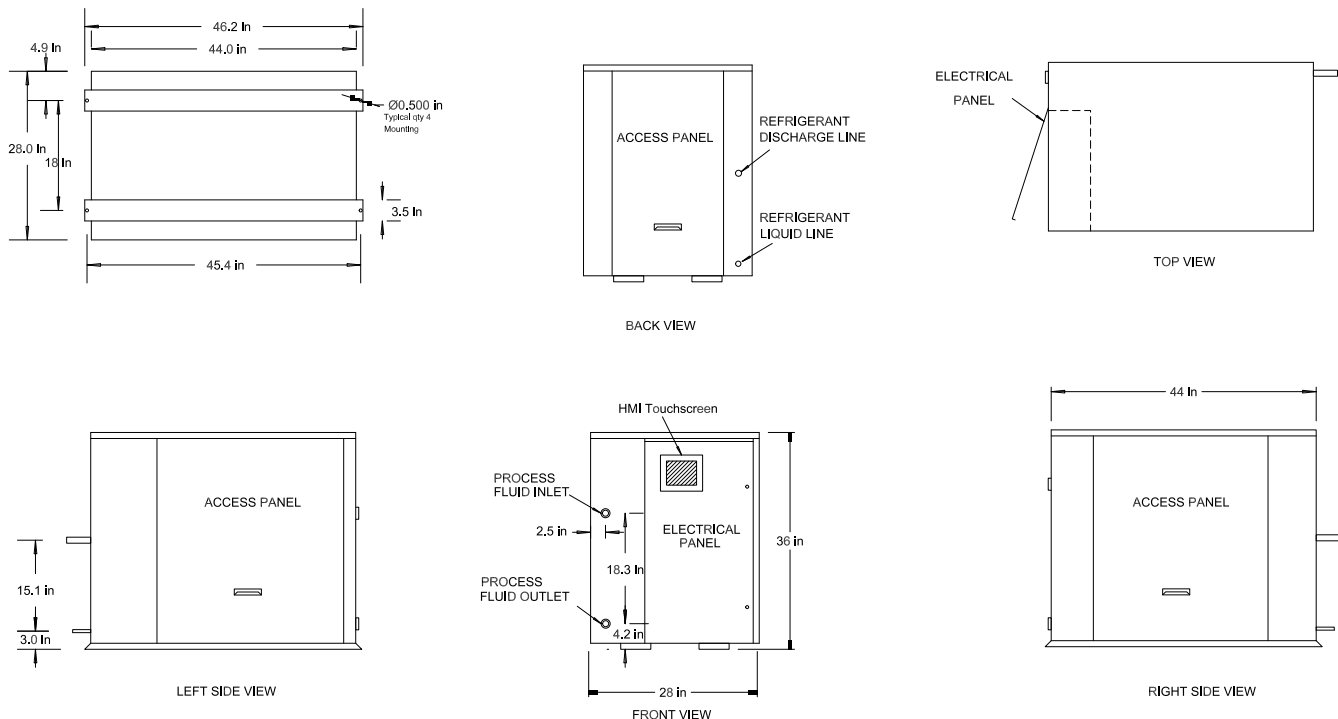 46.2 in
44.0 in
4.9 in
Ø0.500 in
Typical qty 4
Mounting
28.0 in
18 in
3.5 in
45.4 in
ACCESS PANEL
REFRIGERANT
DISCHARGE LINE
REFRIGERANT
LIQUID LINE
BACK VIEW
ELECTRICAL
PANEL
TOP VIEW
ACCESS PANEL
15.1 in
3.0 in
LEFT SIDE VIEW
HMI Touchscreen
PROCESS
FLUID INLET
2.5 in
ELECTRICAL
PANEL
18.3 in
36 in
PROCESS
FLUID OUTLET
4.2 in
28 in
FRONT VIEW
44 in
ACCESS PANEL
RIGHT SIDE VIEW